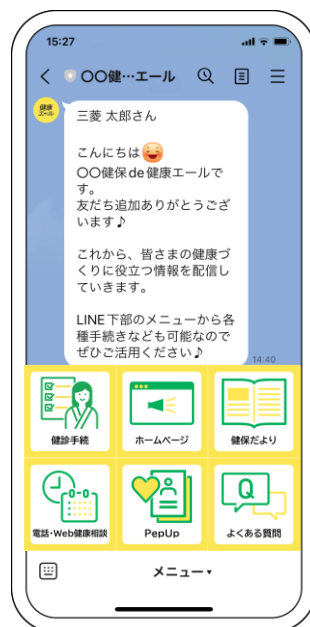 15:27
〇〇健…エール
健康
エール
三菱 太郎さん
こんにちは
〇〇健保de健康エールで
す。
友だち追加ありがとうござ
います♪
これから、皆さまの健康づ
くりに役立つ情報を配信し
ていきます。
LINE下部のメニューから各
種手続きなども可能なので
ぜひご活用ください♪
14:40
健診手続
ホームページ
健保だより
電話・Web健康相談
PepUp
Q
よくある質問
メニュー▾